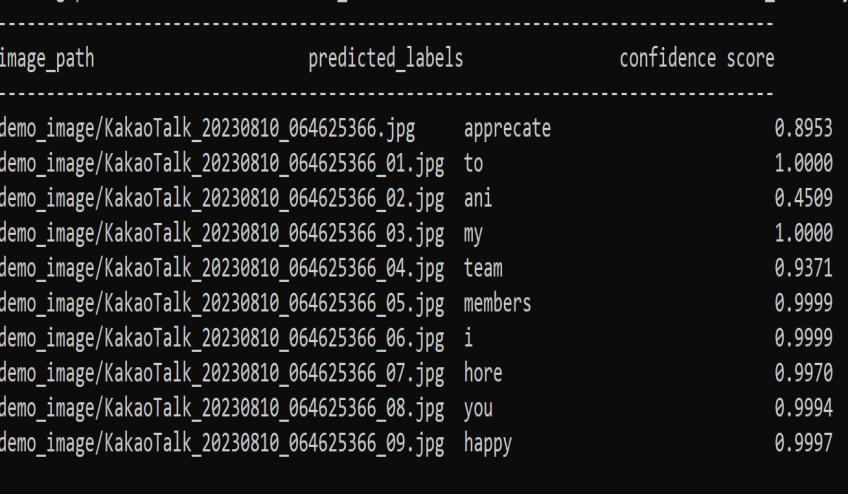 ---------------------------------------------------------------------------
image_path predicted_labels confidence score
---------------------------------------------------------------------------
demo_image/KakaoTalk_20230810_064625366.jpg apprecate 0.8953
demo_image/KakaoTalk_20230810_064625366_01.jpg to 1.0000
demo_image/KakaoTalk_20230810_064625366_02.jpg ani 0.4509
demo_image/KakaoTalk_20230810_064625366_03.jpg my 1.0000
demo_image/KakaoTalk_20230810_064625366_04.jpg team 0.9371
demo_image/KakaoTalk_20230810_064625366_05.jpg members 0.9999
demo_image/KakaoTalk_20230810_064625366_06.jpg i 0.9999
demo_image/KakaoTalk_20230810_064625366_07.jpg hore 0.9970
demo_image/KakaoTalk_20230810_064625366_08.jpg you 0.9994
demo_image/KakaoTalk_20230810_064625366_09.jpg happy 0.9997